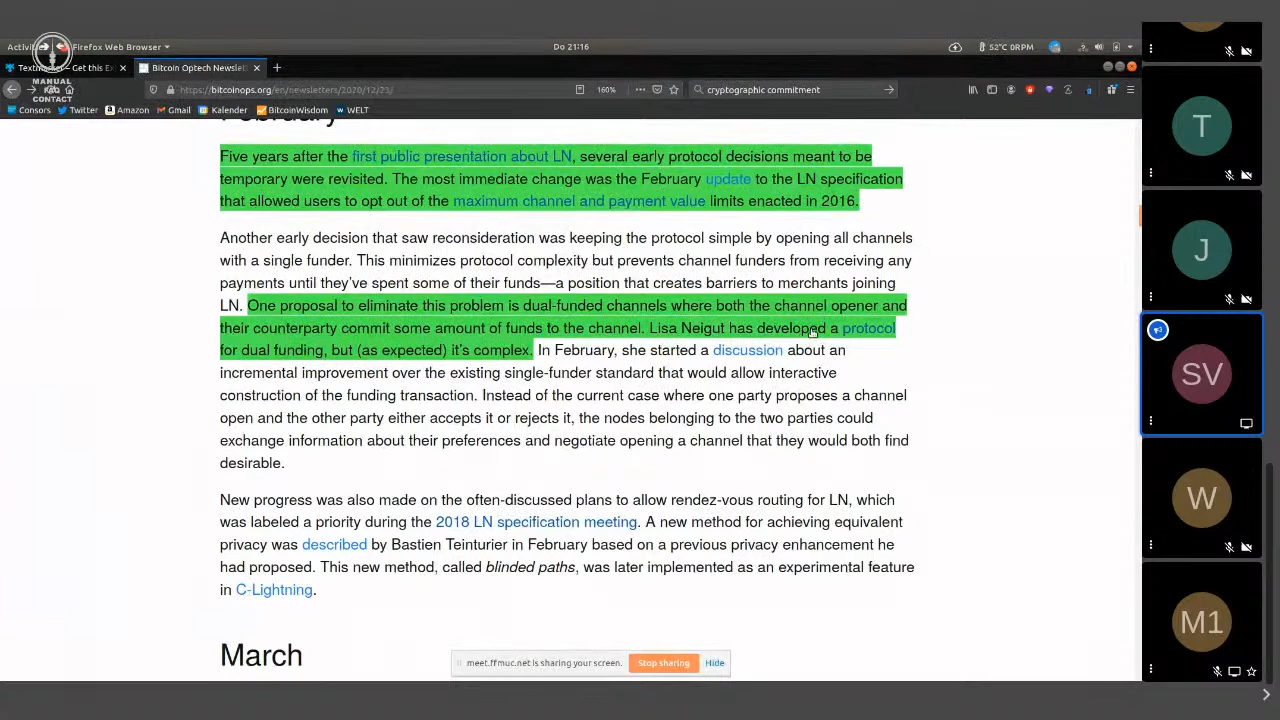 Activities
Firefox Web Browser
Do 21:16
52°C 0RPM
MANUAL
CONTACT
Bitcoin Optech Newslet
https://bitcoinops.org/en/newsletters/2020/12/23/
160%
cryptographic commitment
Consors
Twitter
Amazon
Gmail
Kalender
BitcoinWisdom
WELT
February
Five years after the first public presentation about LN, several early protocol decisions meant to be
temporary were revisited. The most immediate change was the February update to the LN specification
that allowed users to opt out of the maximum channel and payment value limits enacted in 2016.
Another early decision that saw reconsideration was keeping the protocol simple by opening all channels
with a single funder. This minimizes protocol complexity but prevents channel funders from receiving any
payments until they've spent some of their funds—a position that creates barriers to merchants joining
LN. One proposal to eliminate this problem is dual-funded channels where both the channel opener and
their counterparty commit some amount of funds to the channel. Lisa Neigut has developed a protocol
for dual funding, but (as expected) it's complex. In February, she started a discussion about an
incremental improvement over the existing single-funder standard that would allow interactive
construction of the funding transaction. Instead of the current case where one party proposes a channel
open and the other party either accepts it or rejects it, the nodes belonging to the two parties could
exchange information about their preferences and negotiate opening a channel that they would both find
desirable.
New progress was also made on the often-discussed plans to allow rendez-vous routing for LN, which
was labeled a priority during the 2018 LN specification meeting. A new method for achieving equivalent
privacy was described by Bastien Teinturier in February based on a previous privacy enhancement he
had proposed. This new method, called blinded paths, was later implemented as an experimental feature
in C-Lightning.
March
meet.ffmuc.net is sharing your screen.
Stop sharing
Hide
T
J
SV
W
M1